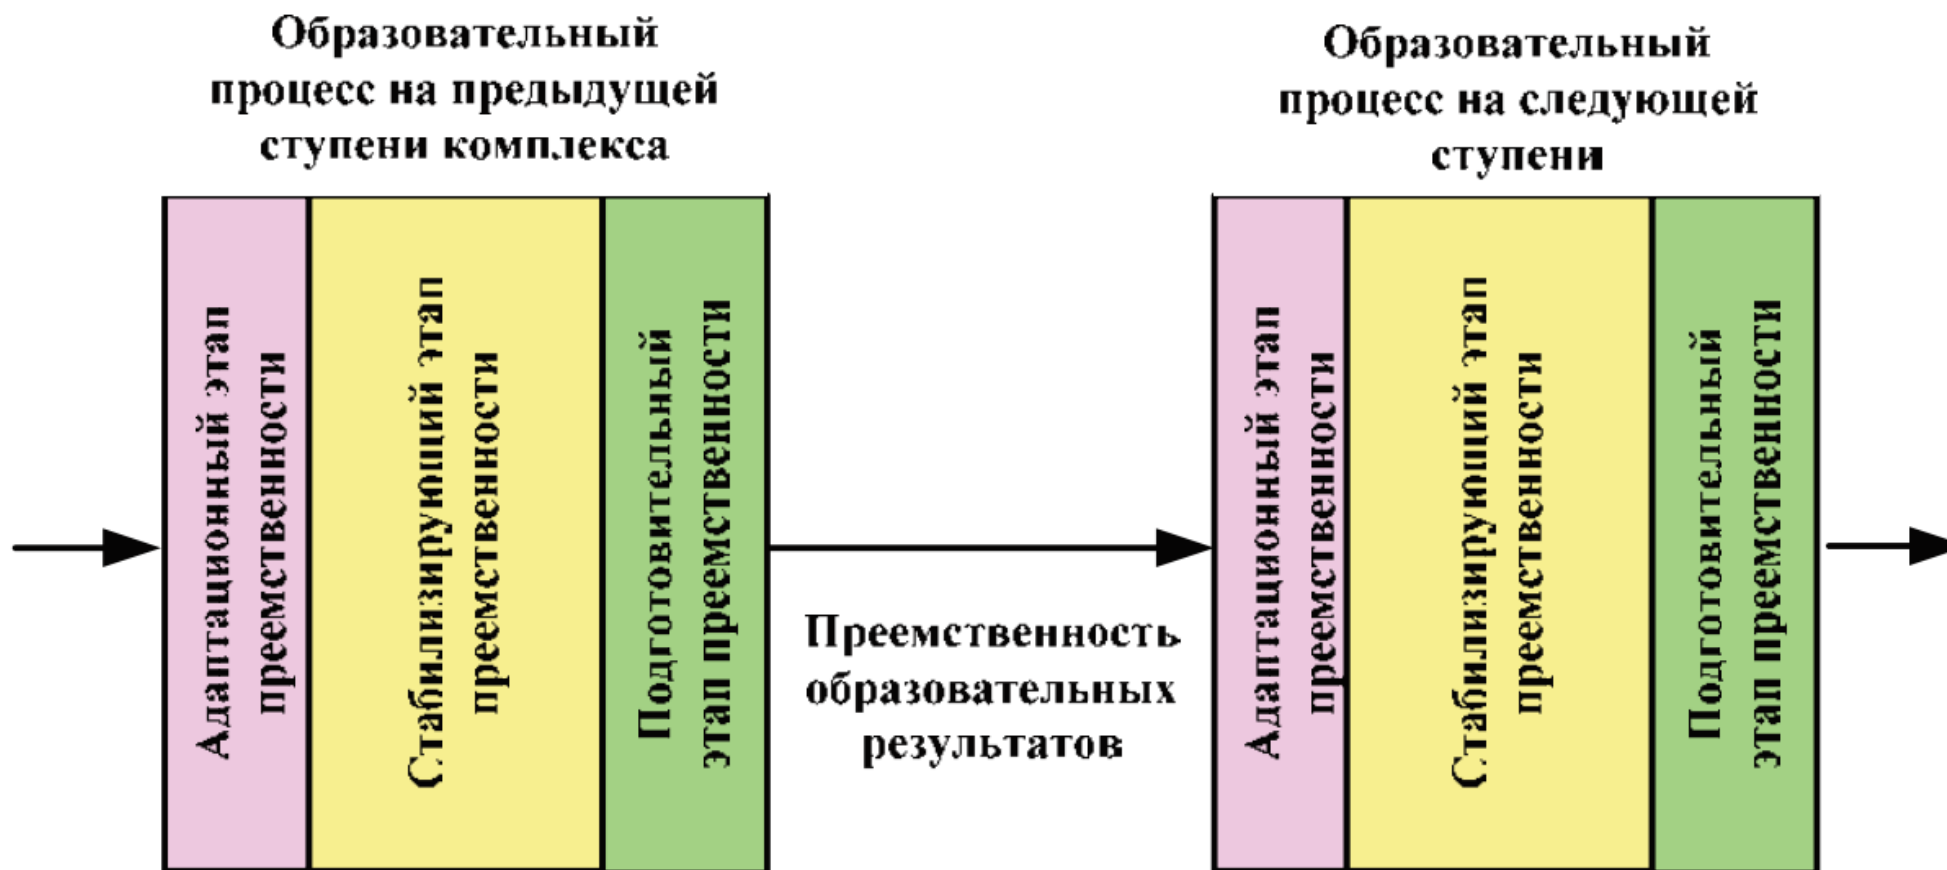 Образовательный
процесс на предыдущей
ступени комплекса
Образовательный
процесс на следующей
ступени
Адаптационный этап
преемственности
Стабилизирующий этап
преемственности
Подготовительный
этап преемственности
Преемственность
образовательных
результатов
Адаптационный этап
преемственности
Стабилизирующий этап
преемственности
Подготовительный
этап преемственности